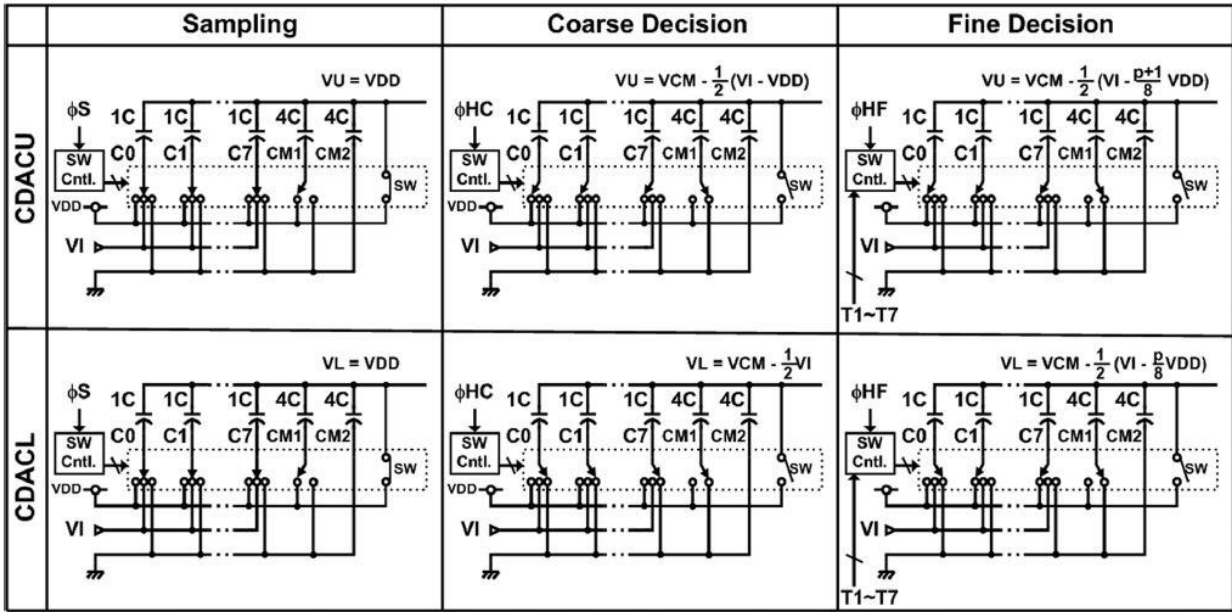 Sampling
Coarse Decision
Fine Decision
CDACU
VU = VDD
ϕS
1C 1C 1C 4C 4C
SW Cntl.
C0 C1 C7 CM1 CM2
SW
VDD
VI
VU = VCM - 1/2 (VI - VDD)
ϕHC
1C 1C 1C 4C 4C
SW Cntl.
C0 C1 C7 CM1 CM2
SW
VDD
VI
VU = VCM - 1/2 (VI - p+1/8 VDD)
ϕHF
1C 1C 1C 4C 4C
SW Cntl.
C0 C1 C7 CM1 CM2
SW
VDD
VI
T1~T7
CDACL
VL = VDD
ϕS
1C 1C 1C 4C 4C
SW Cntl.
C0 C1 C7 CM1 CM2
SW
VDD
VI
VL = VCM - 1/2 VI
ϕHC
1C 1C 1C 4C 4C
SW Cntl.
C0 C1 C7 CM1 CM2
SW
VDD
VI
VL = VCM - 1/2 (VI - p/8 VDD)
ϕHF
1C 1C 1C 4C 4C
SW Cntl.
C0 C1 C7 CM1 CM2
SW
VDD
VI
T1~T7